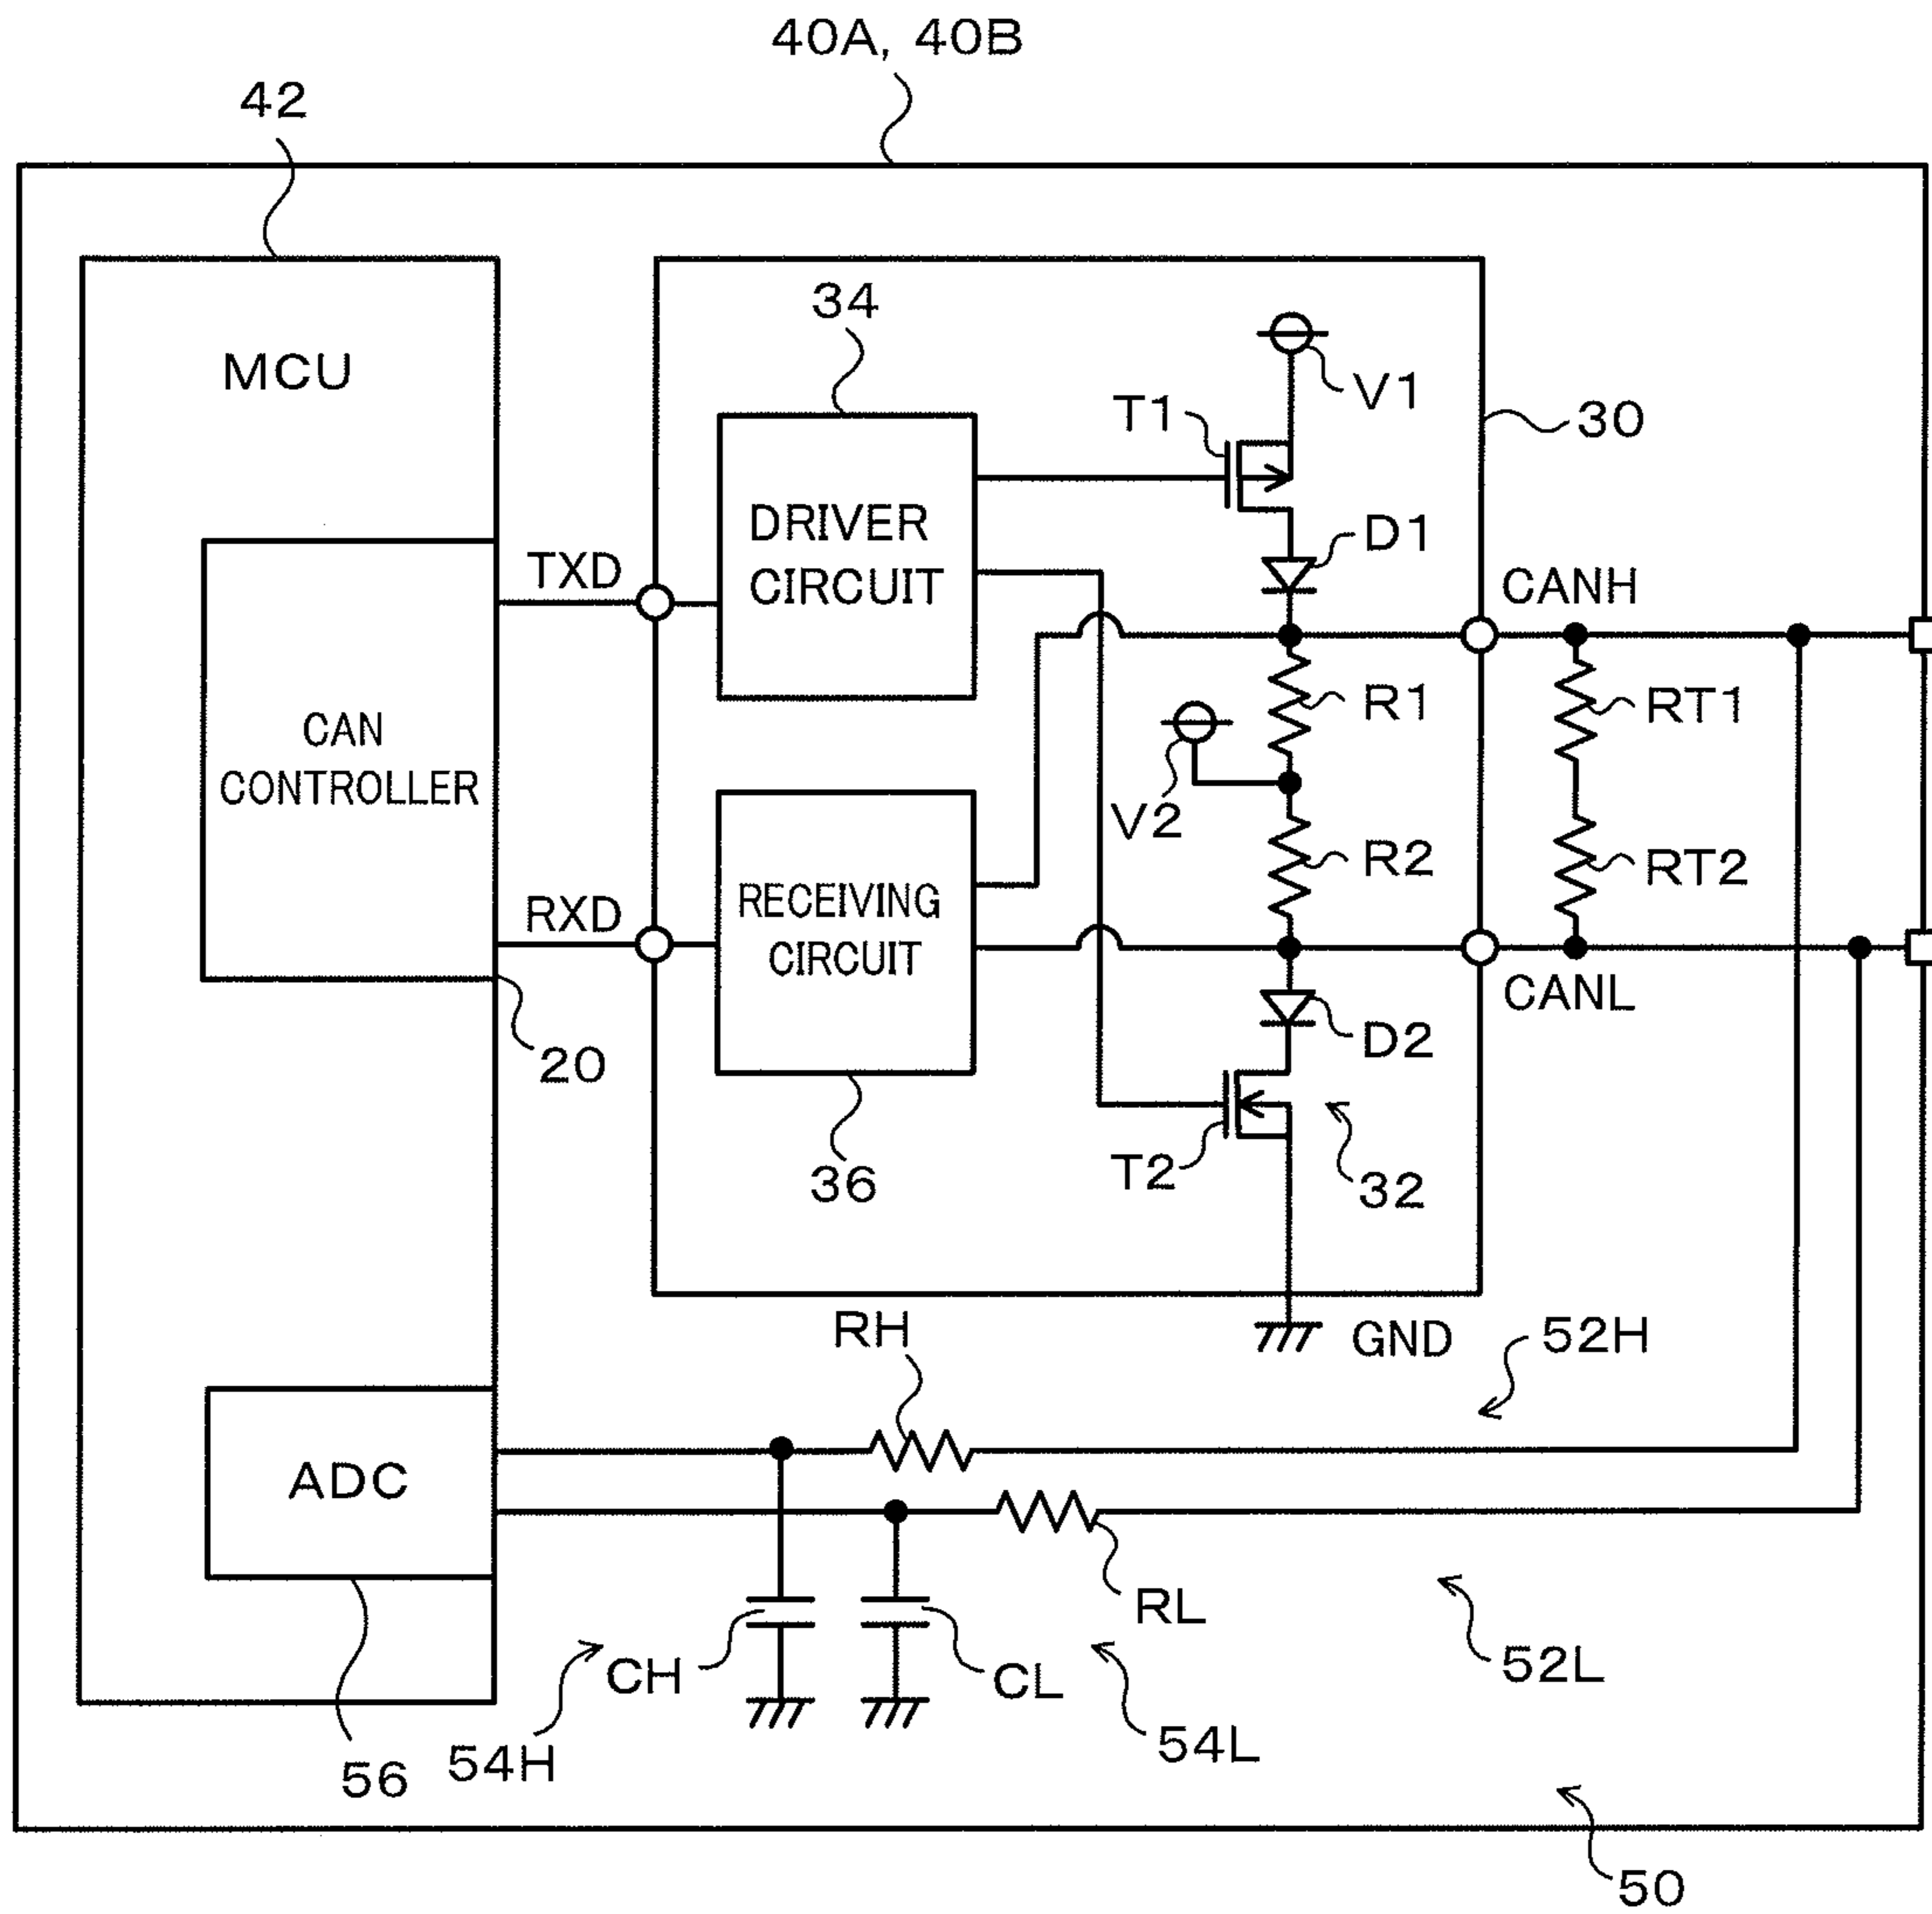 40A, 40B
42
MCU
34
V1
T1
30
DRIVER
CIRCUIT
D1
TXD
CANH
CAN
CONTROLLER
R1
RT1
V2
R2
RT2
RECEIVING
CIRCUIT
RXD
CANL
D2
20
T2
36
32
RH
GND
52H
ADC
RL
CH
CL
52L
54H
54L
56
50